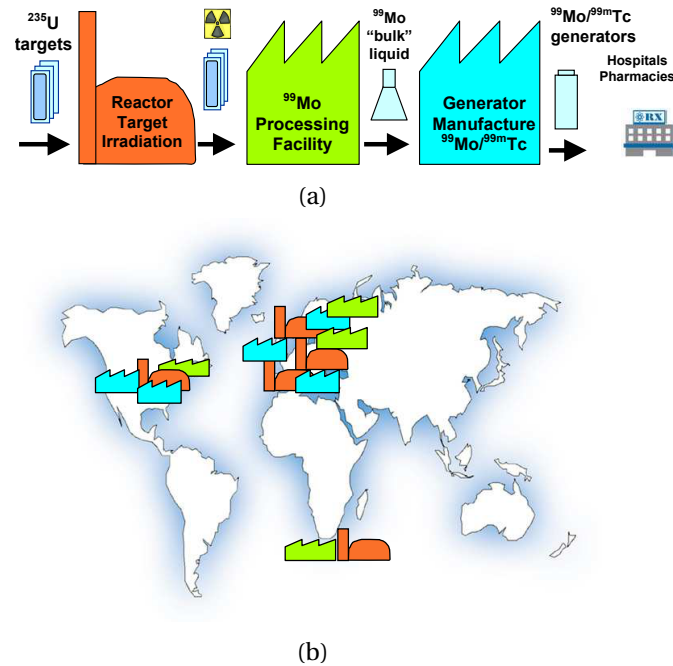 ²³⁵U
targets
Reactor
Target
Irradiation
⁹⁹Mo
Processing
Facility
⁹⁹Mo
“bulk”
liquid
Generator
Manufacture
⁹⁹Mo/⁹⁹ᵐTc
⁹⁹Mo/⁹⁹ᵐTc
generators
Hospitals
Pharmacies
RX
(a)
(b)